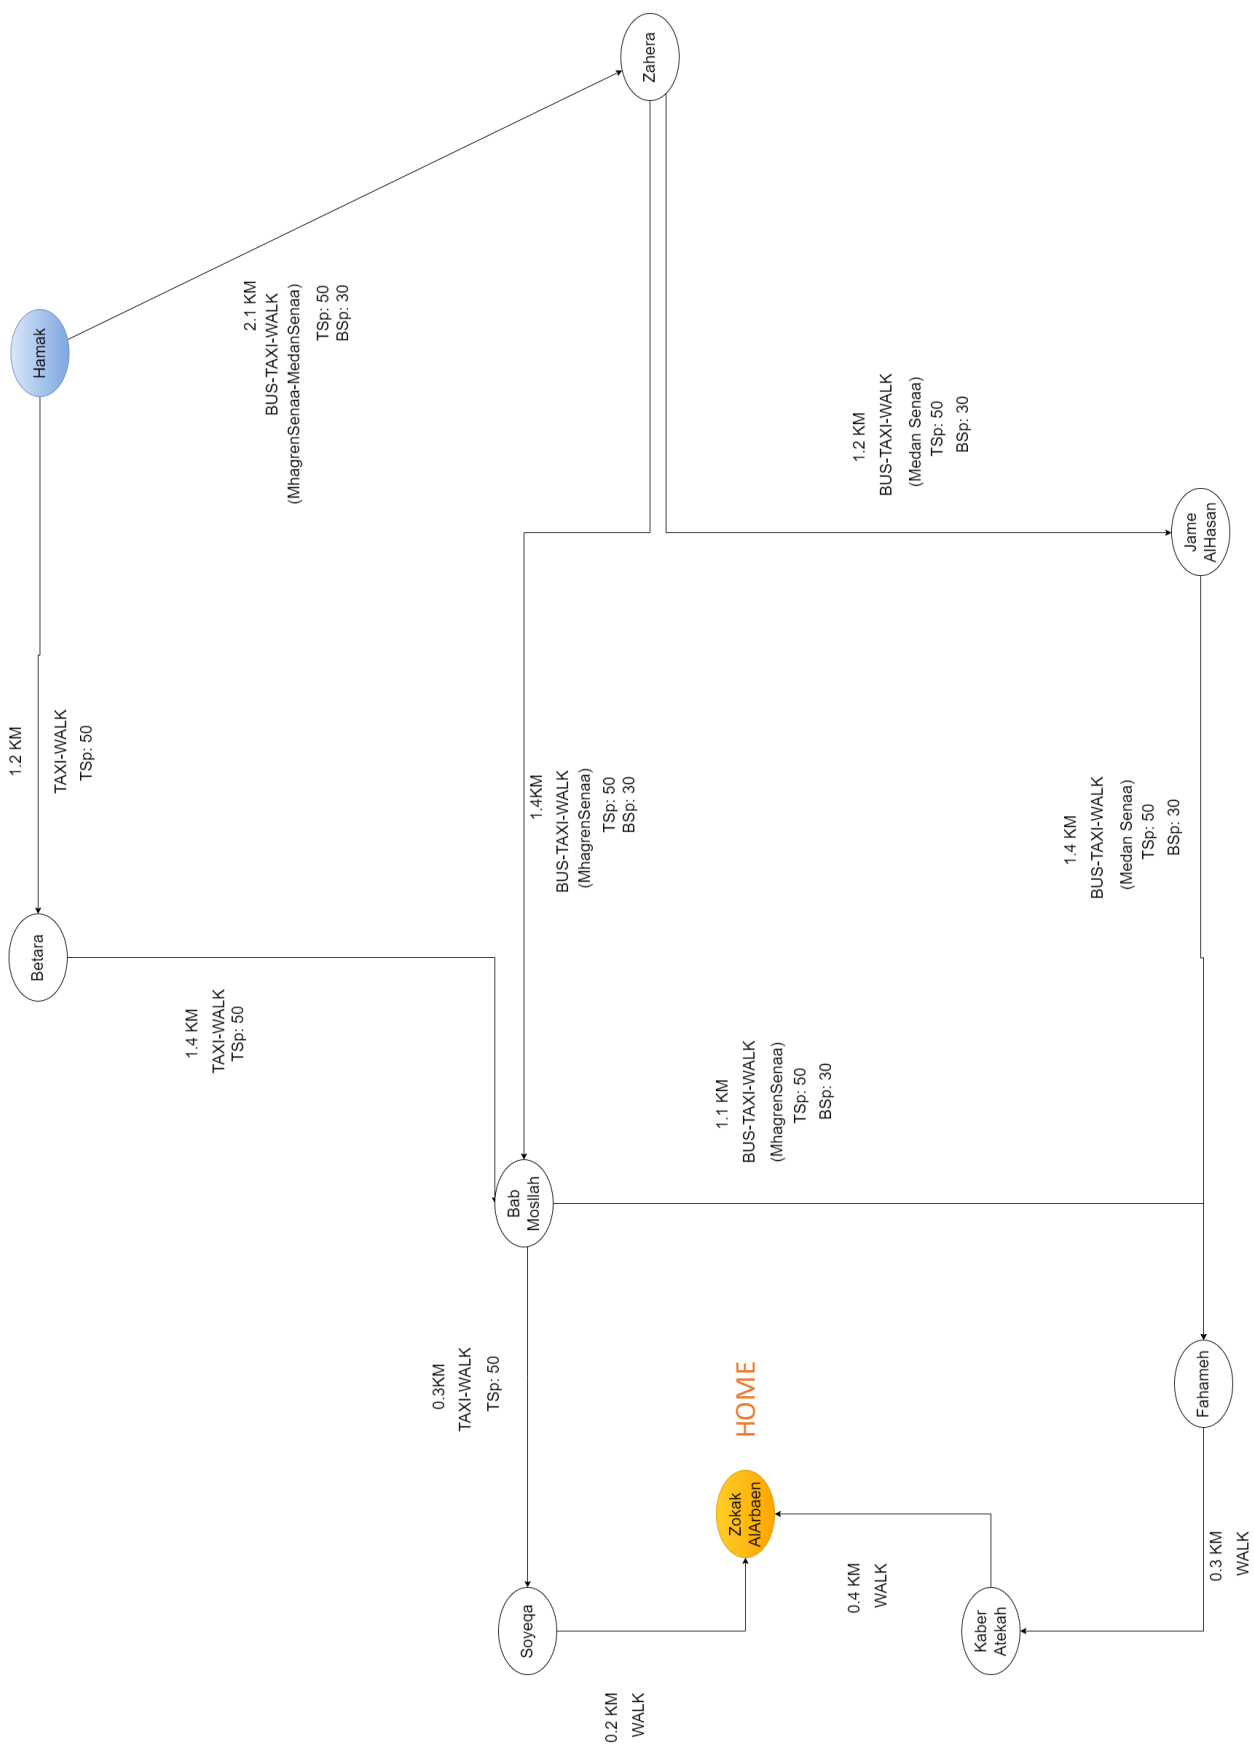 Zahera
Hamak
2.1 KM
BUS-TAXI-WALK
(MhagrenSenaa-MedanSenaa)
TSp: 50
BSp: 30
1.2 KM
BUS-TAXI-WALK
(Medan Senaa)
TSp: 50
BSp: 30
Jame
AlHasan
1.2 KM
TAXI-WALK
TSp: 50
1.4KM
BUS-TAXI-WALK
(MhagrenSenaa)
TSp: 50
BSp: 30
1.4 KM
BUS-TAXI-WALK
(Medan Senaa)
TSp: 50
BSp: 30
Betara
1.4 KM
TAXI-WALK
TSp: 50
1.1 KM
BUS-TAXI-WALK
(MhagrenSenaa)
TSp: 50
BSp: 30
Bab
Mosllah
0.3KM
TAXI-WALK
TSp: 50
HOME
Fahameh
Zokak
AlArbaen
0.4 KM
WALK
0.3 KM
WALK
Soyeqa
Kaber
Atekah
0.2 KM
WALK